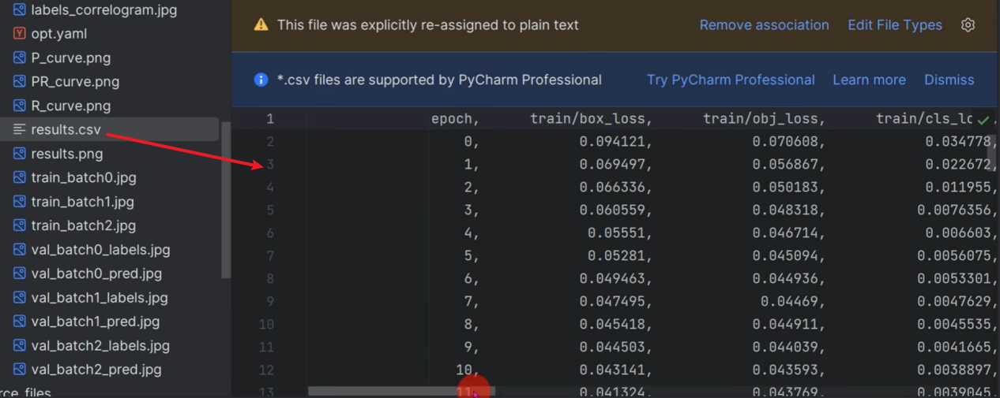 labels_correlogram.jpg
opt.yaml
P_curve.png
PR_curve.png
R_curve.png
results.csv
results.png
train_batch0.jpg
train_batch1.jpg
train_batch2.jpg
val_batch0_labels.jpg
val_batch0_pred.jpg
val_batch1_labels.jpg
val_batch1_pred.jpg
val_batch2_labels.jpg
val_batch2_pred.jpg
rce_files
This file was explicitly re-assigned to plain text Remove association Edit File Types
*.csv files are supported by PyCharm Professional Try PyCharm Professional Learn more Dismiss
1 epoch, train/box_loss, train/obj_loss, train/cls_lo
2 0, 0.094121, 0.070608, 0.034778,
3 1, 0.069497, 0.056867, 0.022672,
4 2, 0.066336, 0.050183, 0.011955,
5 3, 0.060559, 0.048318, 0.0076356,
6 4, 0.05551, 0.046714, 0.006603,
7 5, 0.05281, 0.045094, 0.0056075,
8 6, 0.049463, 0.044936, 0.0053301,
9 7, 0.047495, 0.04469, 0.0047629,
10 8, 0.045418, 0.044911, 0.0045535,
11 9, 0.044503, 0.044039, 0.0041665,
12 10, 0.043141, 0.043593, 0.0038897,
13 11, 0.041324, 0.043769, 0.0039045,